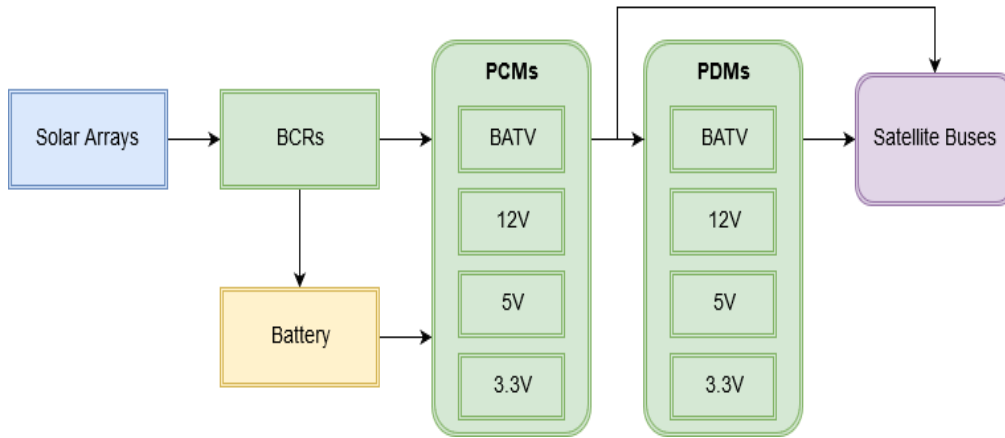 Solar Arrays
BCRs
Battery
PCMs
BATV
12V
5V
3.3V
PDMs
BATV
12V
5V
3.3V
Satellite Buses